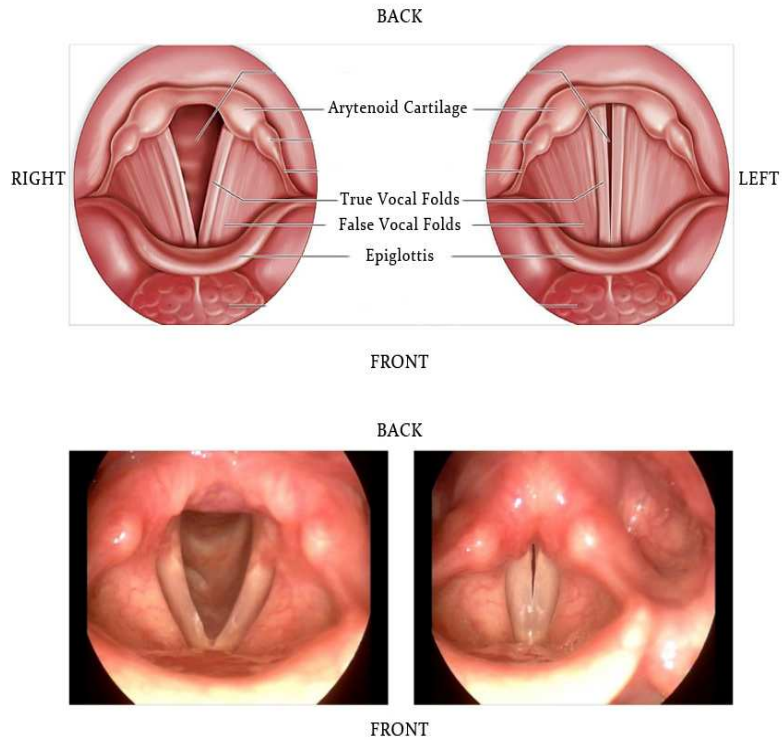 BACK
Arytenoid Cartilage
RIGHT
LEFT
True Vocal Folds
False Vocal Folds
Epiglottis
FRONT
BACK
FRONT